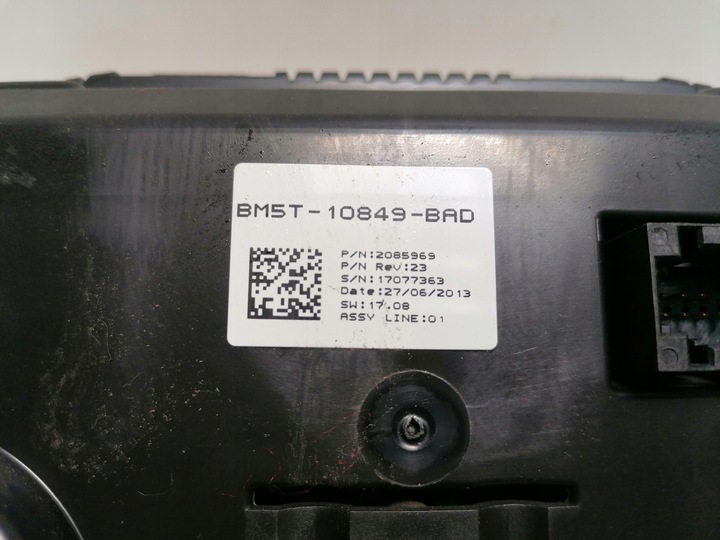 BM5T-10849-BAD
P/N:2085969
P/N Rev:23
S/N:17077363
Date:27/06/2013
SW:17.08
ASSY LINE:01